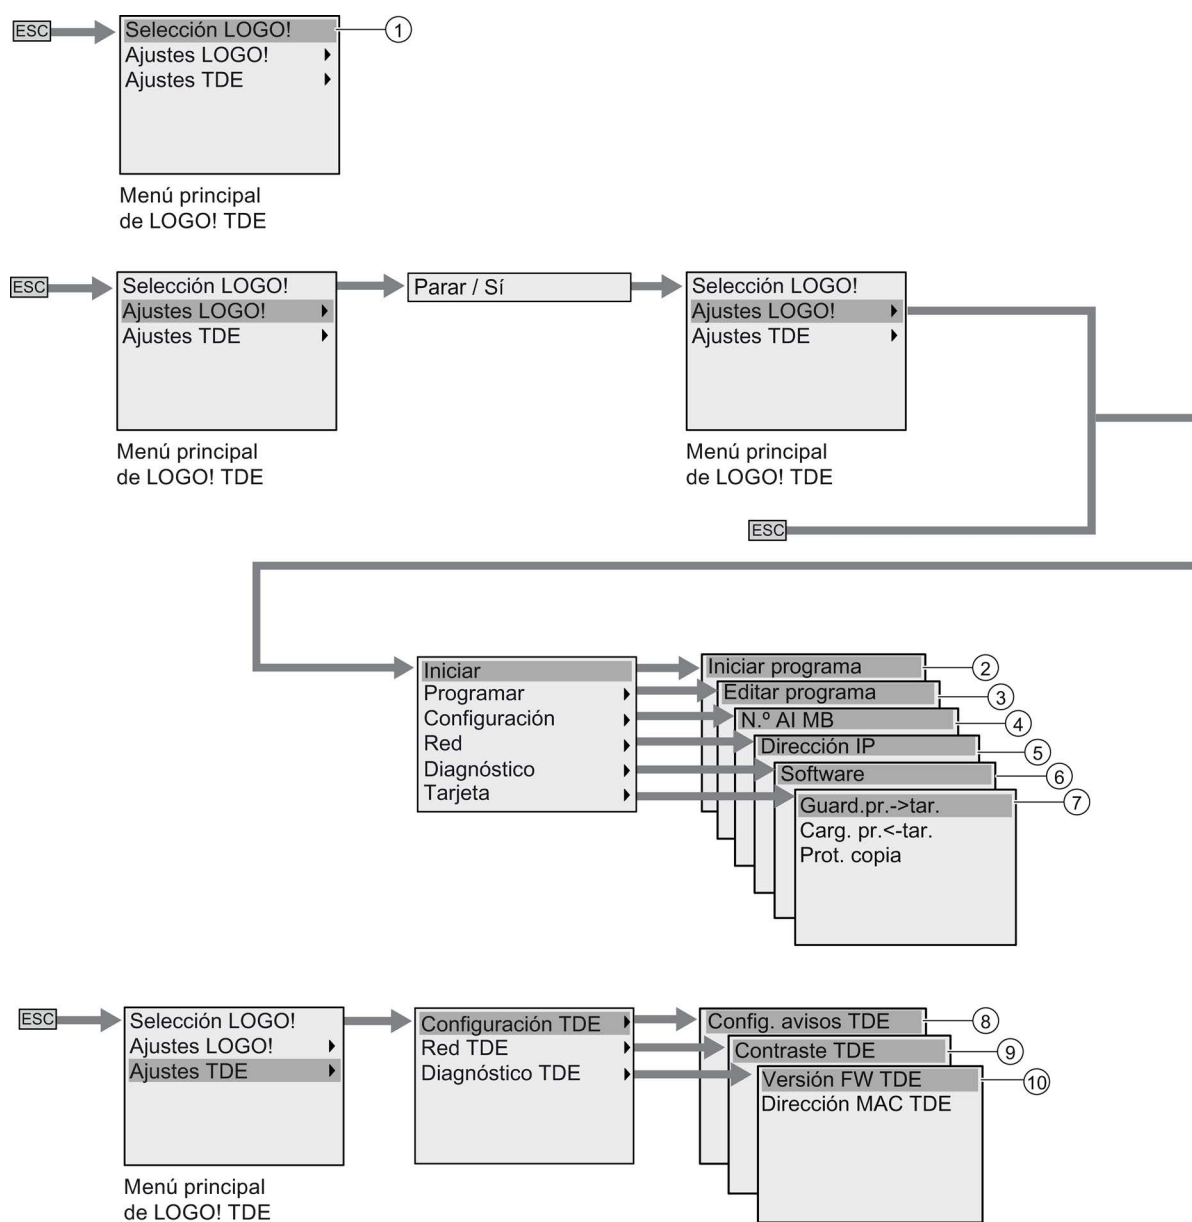 ESC
Selección LOGO!
1
Ajustes LOGO!
Ajustes TDE
Menú principal
de LOGO! TDE
ESC
Selección LOGO!
Ajustes LOGO!
Ajustes TDE
Menú principal
de LOGO! TDE
Parar / Sí
Selección LOGO!
Ajustes LOGO!
Ajustes TDE
Menú principal
de LOGO! TDE
ESC
Iniciar
Programar
Configuración
Red
Diagnóstico
Tarjeta
Iniciar programa
2
Editar programa
3
N.º AI MB
4
Dirección IP
5
Software
6
Guard.pr.->tar.
7
Carg. pr.<-tar.
Prot. copia
ESC
Selección LOGO!
Ajustes LOGO!
Ajustes TDE
Menú principal
de LOGO! TDE
Configuración TDE
Red TDE
Diagnóstico TDE
Config. avisos TDE
8
Contraste TDE
9
Versión FW TDE
10
Dirección MAC TDE